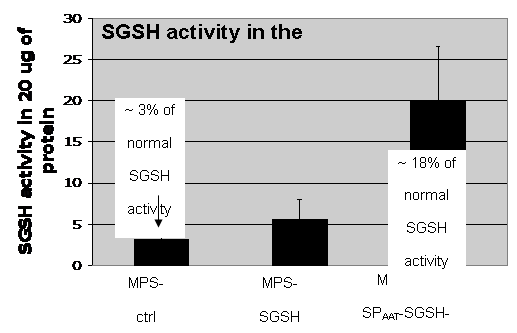 SGSH activity in the
SGSH activity in 20 ug of
protein
30
25
20
15
10
5
0
~ 3% of
normal
SGSH
activity
~ 18% of
normal
SGSH
activity
MPS-
ctrl
MPS-
SGSH
M
SPAAT-SGSH-